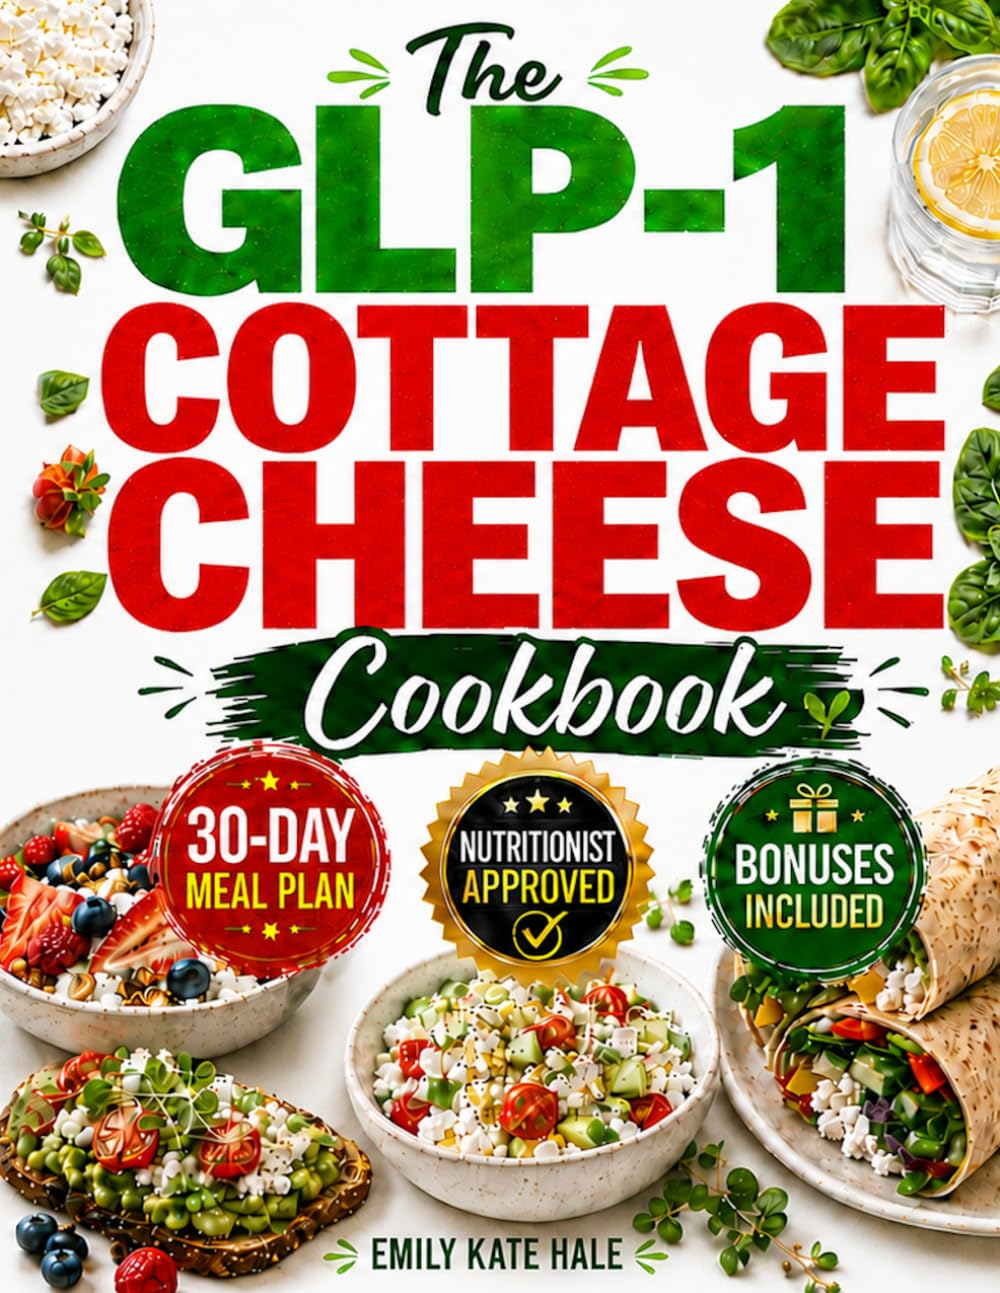 The
GLP-1
COTTAGE
CHEESE
Cookbook
30-DAY
MEAL PLAN
NUTRITIONIST
APPROVED
BONUSES
INCLUDED
EMILY KATE HALE